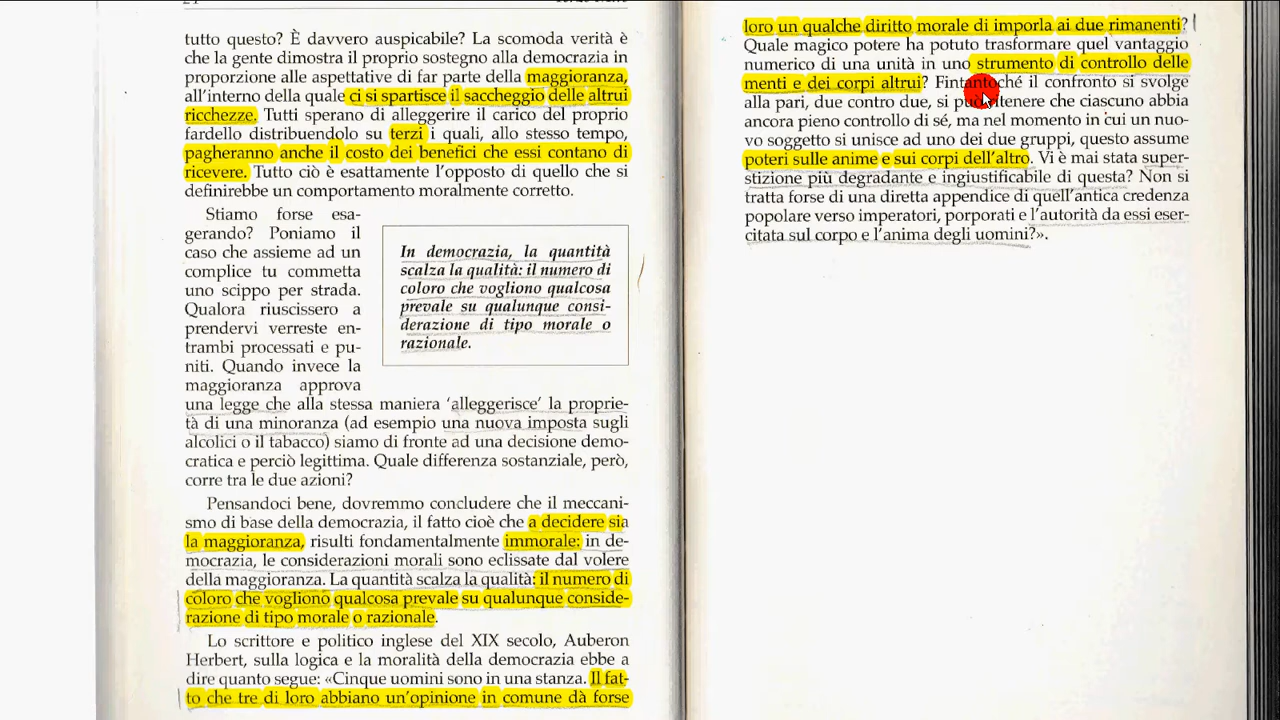 tutto questo? È davvero auspicabile? La scomoda verità è
che la gente dimostra il proprio sostegno alla democrazia in
proporzione alle aspettative di far parte della maggioranza,
all'interno della quale ci si spartisce il saccheggio delle altrui
ricchezze. Tutti sperano di alleggerire il carico del proprio
fardello distribuendolo su terzi i quali, allo stesso tempo,
pagheranno anche il costo dei benefici che essi contano di
ricevere. Tutto ciò è esattamente l'opposto di quello che si
definirebbe un comportamento moralmente corretto.
Stiamo forse esa-
gerando? Poniamo il
caso che assieme ad un
complice tu commetta
uno scippo per strada.
Qualora riuscissero a
prendervi verreste en-
trambi processati e pu-
niti. Quando invece la
maggioranza approva
In democrazia, la quantità
scalza la qualità: il numero di
coloro che vogliono qualcosa
prevale su qualunque consi-
derazione di tipo morale o
razionale.
una legge che alla stessa maniera 'alleggerisce' la proprie-
tà di una minoranza (ad esempio una nuova imposta sugli
alcolici o il tabacco) siamo di fronte ad una decisione demo-
cratica e perciò legittima. Quale differenza sostanziale, però,
corre tra le due azioni?
Pensandoci bene, dovremmo concludere che il meccani-
smo di base della democrazia, il fatto cioè che a decidere sia
la maggioranza, risulti fondamentalmente immorale: in de-
mocrazia, le considerazioni morali sono eclissate dal volere
della maggioranza. La quantità scalza la qualità: il numero di
coloro che vogliono qualcosa prevale su qualunque conside-
razione di tipo morale o razionale.
Lo scrittore e politico inglese del XIX secolo, Auberon
Herbert, sulla logica e la moralità della democrazia ebbe a
dire quanto segue: «Cinque uomini sono in una stanza. Il fat-
to che tre di loro abbiano un'opinione in comune dà forse
loro un qualche diritto morale di imporla ai due rimanenti?
Quale magico potere ha potuto trasformare quel vantaggio
numerico di una unità in uno strumento di controllo delle
menti e dei corpi altrui? Fintantoché il confronto si svolge
alla pari, due contro due, si può ritenere che ciascuno abbia
ancora pieno controllo di sé, ma nel momento in cui un nuo-
vo soggetto si unisce ad uno dei due gruppi, questo assume
poteri sulle anime e sui corpi dell'altro. Vi è mai stata super-
stizione più degradante e ingiustificabile di questa? Non si
tratta forse di una diretta appendice di quell'antica credenza
popolare verso imperatori, porporati e l'autorità da essi eser-
citata sul corpo e l'anima degli uomini?».